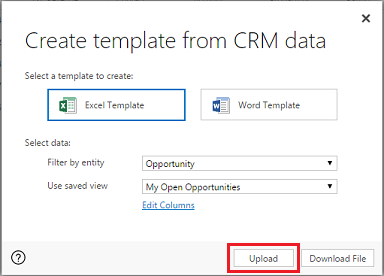 Create template from CRM data
Select a template to create:
Excel Template
Word Template
Select data:
Filter by entity
Opportunity
Use saved view
My Open Opportunities
Edit Columns
Upload
Download File